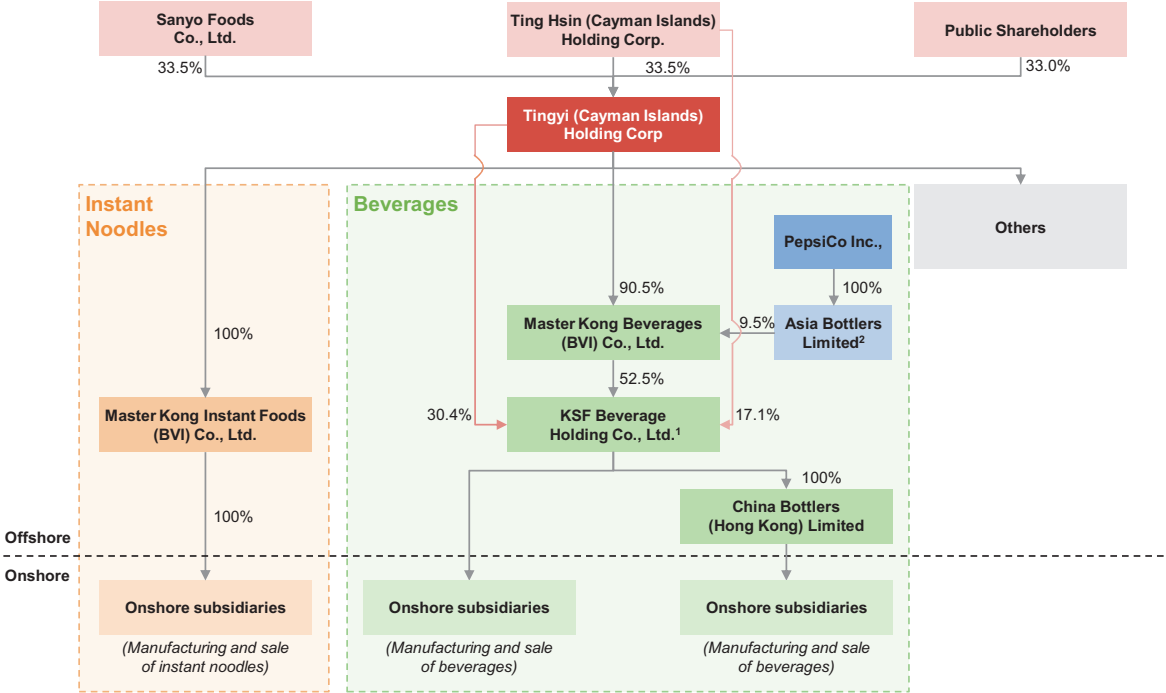 Sanyo Foods
Co., Ltd.
Ting Hsin (Cayman Islands)
Holding Corp.
Public Shareholders
33.5%
33.5%
33.0%
Tingyi (Cayman Islands)
Holding Corp
Instant
Noodles
Beverages
Others
PepsiCo Inc.,
90.5%
100%
100%
Master Kong Beverages
(BVI) Co., Ltd.
9.5%
Asia Bottlers
Limited²
52.5%
Master Kong Instant Foods
(BVI) Co., Ltd.
30.4%
KSF Beverage
Holding Co., Ltd.¹
17.1%
100%
100%
China Bottlers
(Hong Kong) Limited
Offshore
Onshore
Onshore subsidiaries
Onshore subsidiaries
Onshore subsidiaries
(Manufacturing and sale
of instant noodles)
(Manufacturing and sale
of beverages)
(Manufacturing and sale
of beverages)